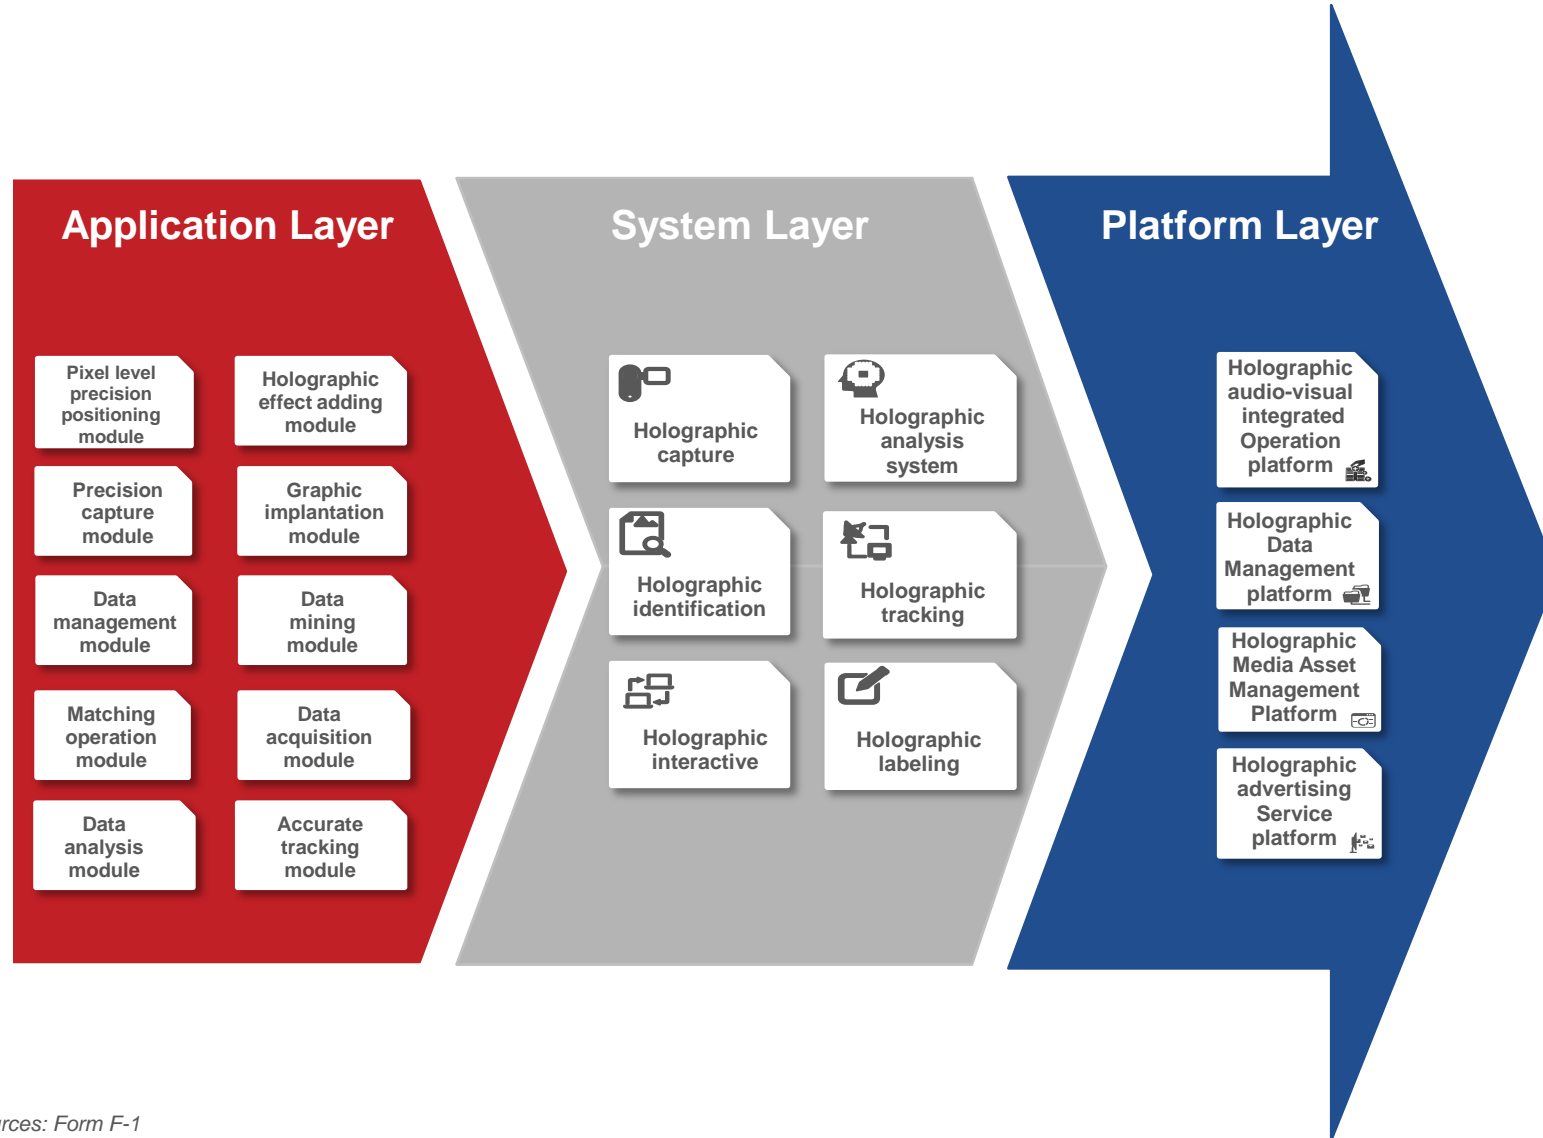 Application Layer
Pixel level
precision
positioning
module
Holographic
effect adding
module
Precision
capture
module
Graphic
implantation
module
Data
management
module
Data
mining
module
Matching
operation
module
Data
acquisition
module
Data
analysis
module
Accurate
tracking
module
System Layer
Holographic
capture
Holographic
analysis
system
Holographic
identification
Holographic
tracking
Holographic
interactive
Holographic
labeling
Platform Layer
Holographic
audio-visual
integrated
Operation
platform
Holographic
Data
Management
platform
Holographic
Media Asset
Management
Platform
Holographic
advertising
Service
platform
Form F-1